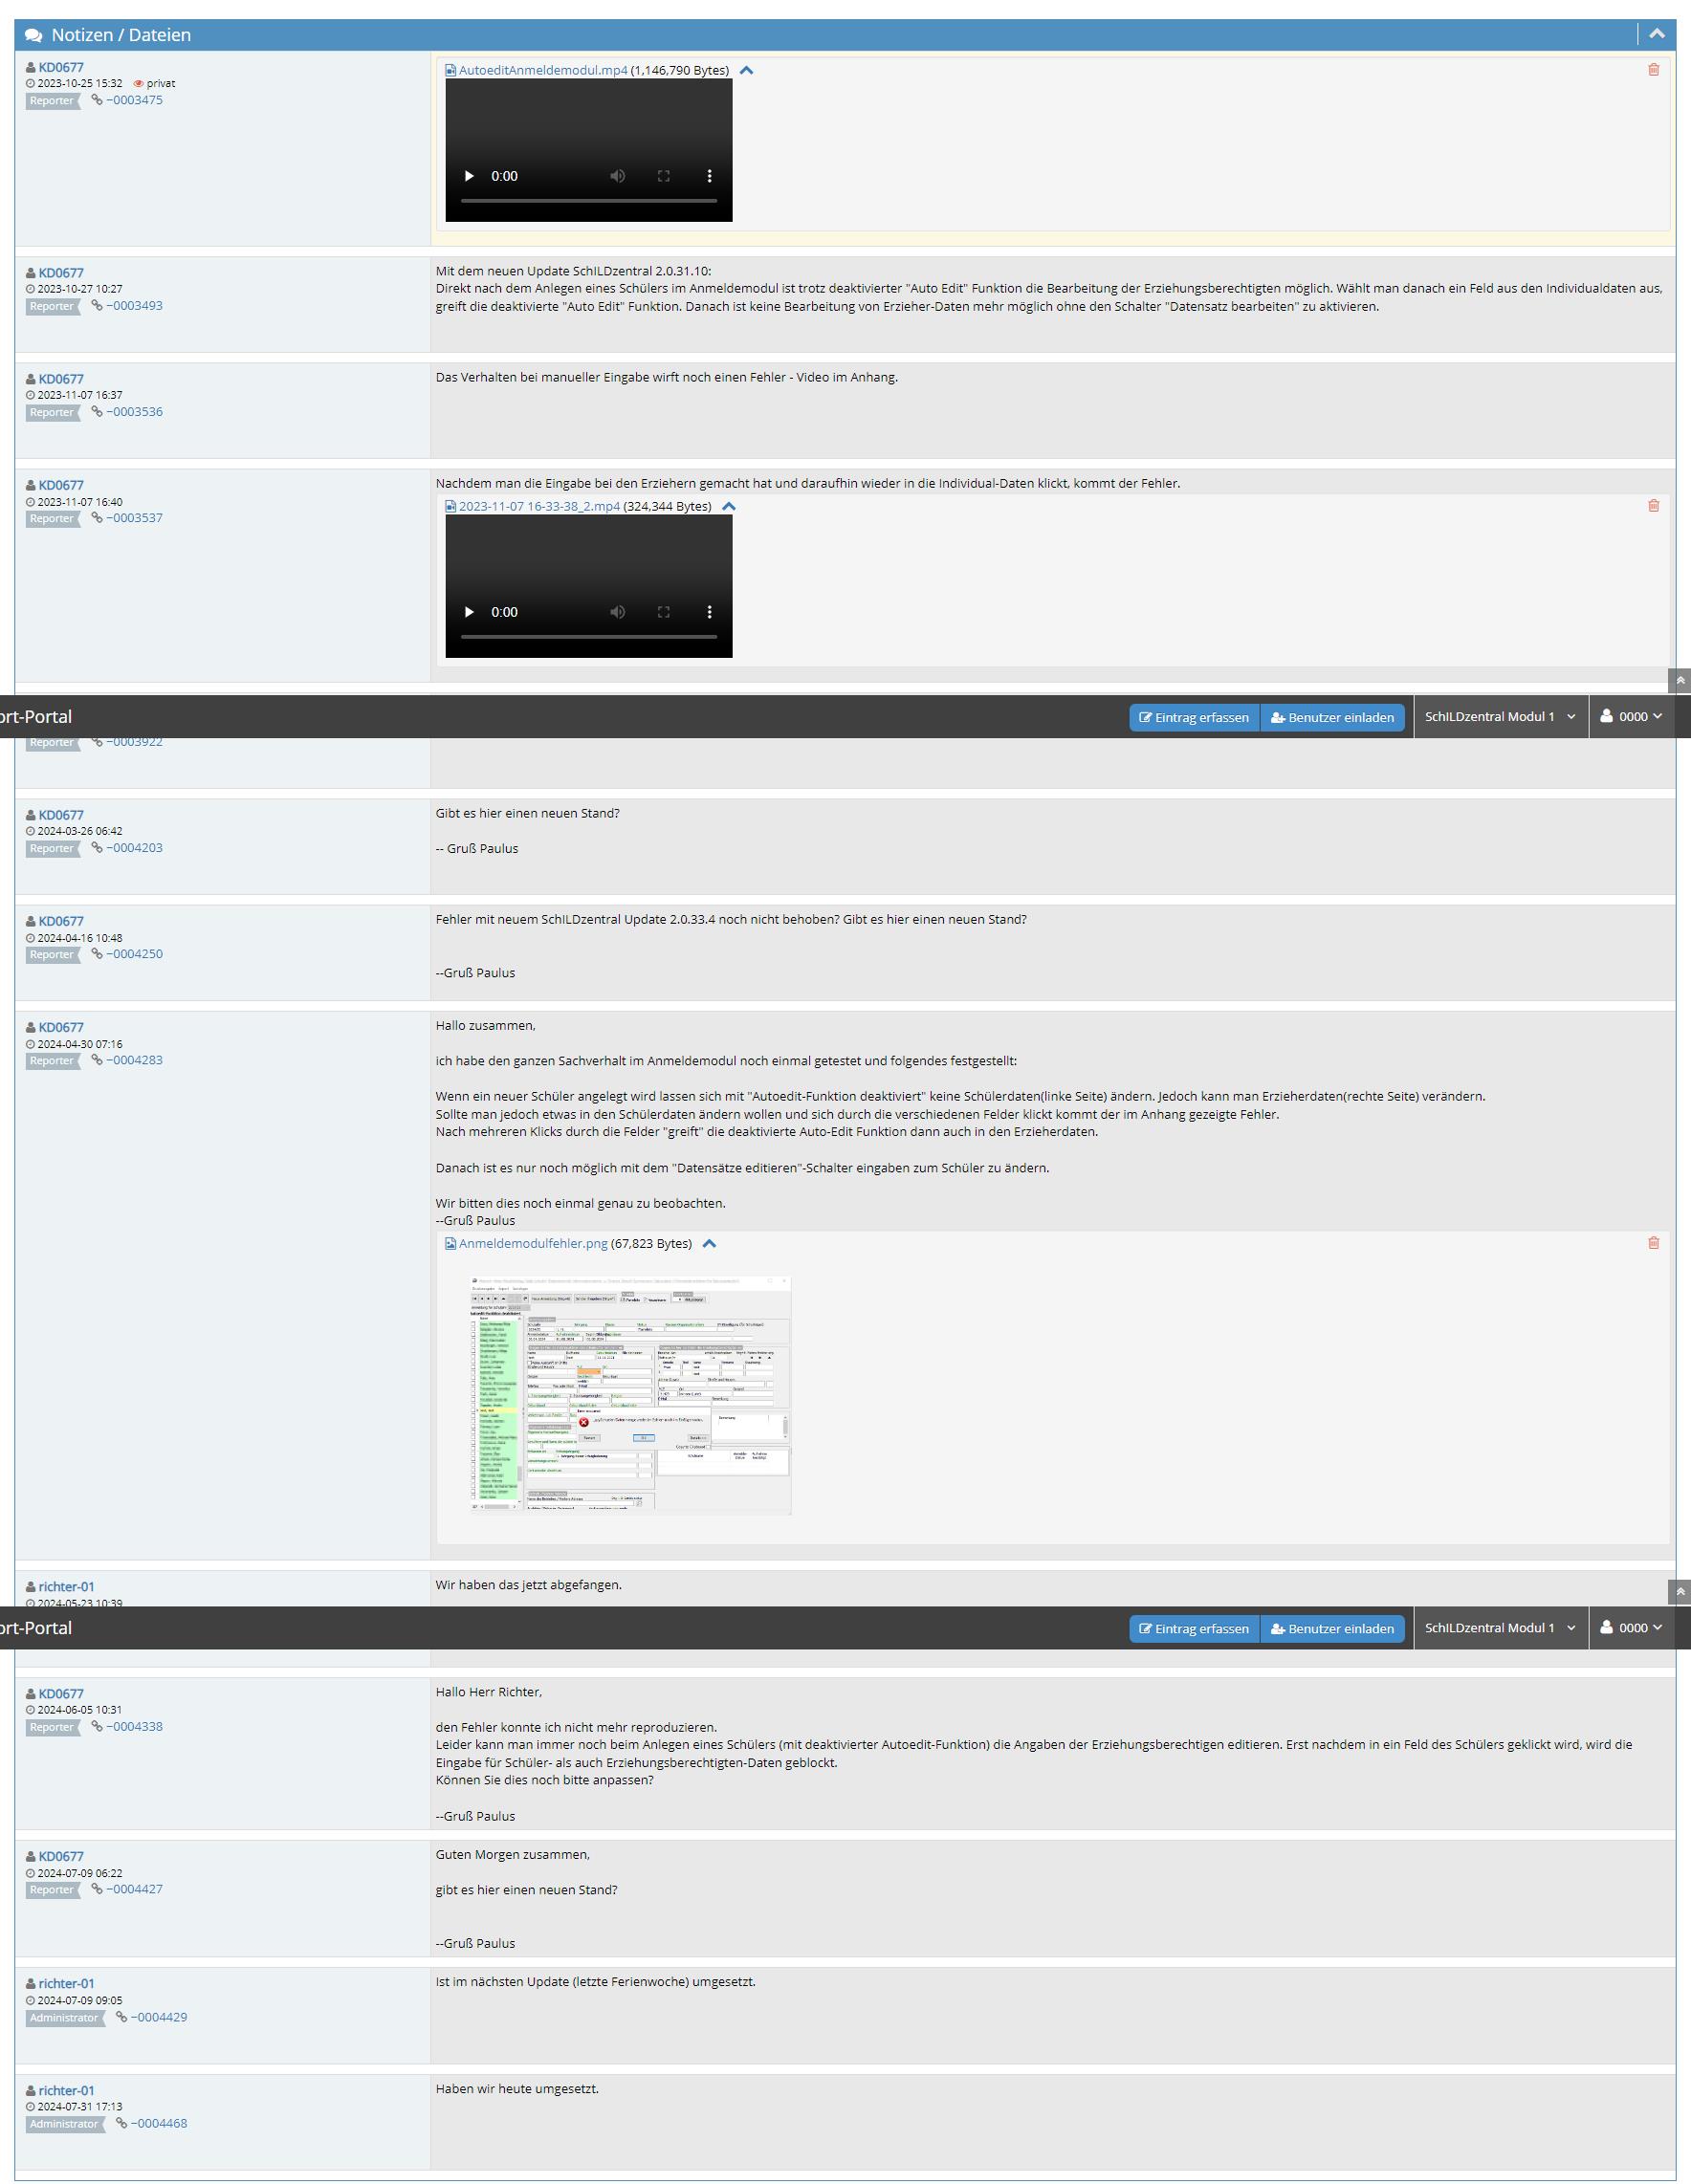 Notizen / Dateien
KD0677
2023-10-25 15:32 privat
Reporter ~0003475
AutoeditAnmeldemodul.mp4 (1,146,790 Bytes)
0:00
KD0677
2023-10-27 10:27
Reporter ~0003493
Mit dem neuen Update SchILDzentral 2.0.31.10:
Direkt nach dem Anlegen eines Schülers im Anmeldemodul ist trotz deaktivierter "Auto Edit" Funktion die Bearbeitung der Erziehungsberechtigten möglich. Wählt man danach ein Feld aus den Individualdaten aus,
greift die deaktivierte "Auto Edit" Funktion. Danach ist keine Bearbeitung von Erzieher-Daten mehr möglich ohne den Schalter "Datensatz bearbeiten" zu aktivieren.
KD0677
2023-11-07 16:37
Reporter ~0003536
Das Verhalten bei manueller Eingabe wirft noch einen Fehler - Video im Anhang.
KD0677
2023-11-07 16:40
Reporter ~0003537
Nachdem man die Eingabe bei den Erziehern gemacht hat und daraufhin wieder in die Individual-Daten klickt, kommt der Fehler.
2023-11-07 16-33-38_2.mp4 (324,344 Bytes)
0:00
ort-Portal
Eintrag erfassen Benutzer einladen SchILDzentral Modul 1 0000
Reporter ~0003922
KD0677
2024-03-26 06:42
Reporter ~0004203
Gibt es hier einen neuen Stand?
-- Gruß Paulus
KD0677
2024-04-16 10:48
Reporter ~0004250
Fehler mit neuem SchILDzentral Update 2.0.33.4 noch nicht behoben? Gibt es hier einen neuen Stand?
--Gruß Paulus
KD0677
2024-04-30 07:16
Reporter ~0004283
Hallo zusammen,
ich habe den ganzen Sachverhalt im Anmeldemodul noch einmal getestet und folgendes festgestellt:
Wenn ein neuer Schüler angelegt wird lassen sich mit "Autoedit-Funktion deaktiviert" keine Schülerdaten(linke Seite) ändern. Jedoch kann man Erzieherdaten(rechte Seite) verändern.
Sollte man jedoch etwas in den Schülerdaten ändern wollen und sich durch die verschiedenen Felder klickt kommt der im Anhang gezeigte Fehler.
Nach mehreren Klicks durch die Felder "greift" die deaktivierte Auto-Edit Funktion dann auch in den Erzieherdaten.
Danach ist es nur noch möglich mit dem "Datensätze editieren"-Schalter eingaben zum Schüler zu ändern.
Wir bitten dies noch einmal genau zu beobachten.
--Gruß Paulus
Anmeldemodulfehler.png (67,823 Bytes)
richter-01
2024-05-23 10:39
Wir haben das jetzt abgefangen.
ort-Portal
Eintrag erfassen Benutzer einladen SchILDzentral Modul 1 0000
KD0677
2024-06-05 10:31
Reporter ~0004338
Hallo Herr Richter,
den Fehler konnte ich nicht mehr reproduzieren.
Leider kann man immer noch beim Anlegen eines Schülers (mit deaktivierter Autoedit-Funktion) die Angaben der Erziehungsberechtigen editieren. Erst nachdem in ein Feld des Schülers geklickt wird, wird die
Eingabe für Schüler- als auch Erziehungsberechtigten-Daten geblockt.
Können Sie dies noch bitte anpassen?
--Gruß Paulus
KD0677
2024-07-09 06:22
Reporter ~0004427
Guten Morgen zusammen,
gibt es hier einen neuen Stand?
--Gruß Paulus
richter-01
2024-07-09 09:05
Administrator ~0004429
Ist im nächsten Update (letzte Ferienwoche) umgesetzt.
richter-01
2024-07-31 17:13
Administrator ~0004468
Haben wir heute umgesetzt.